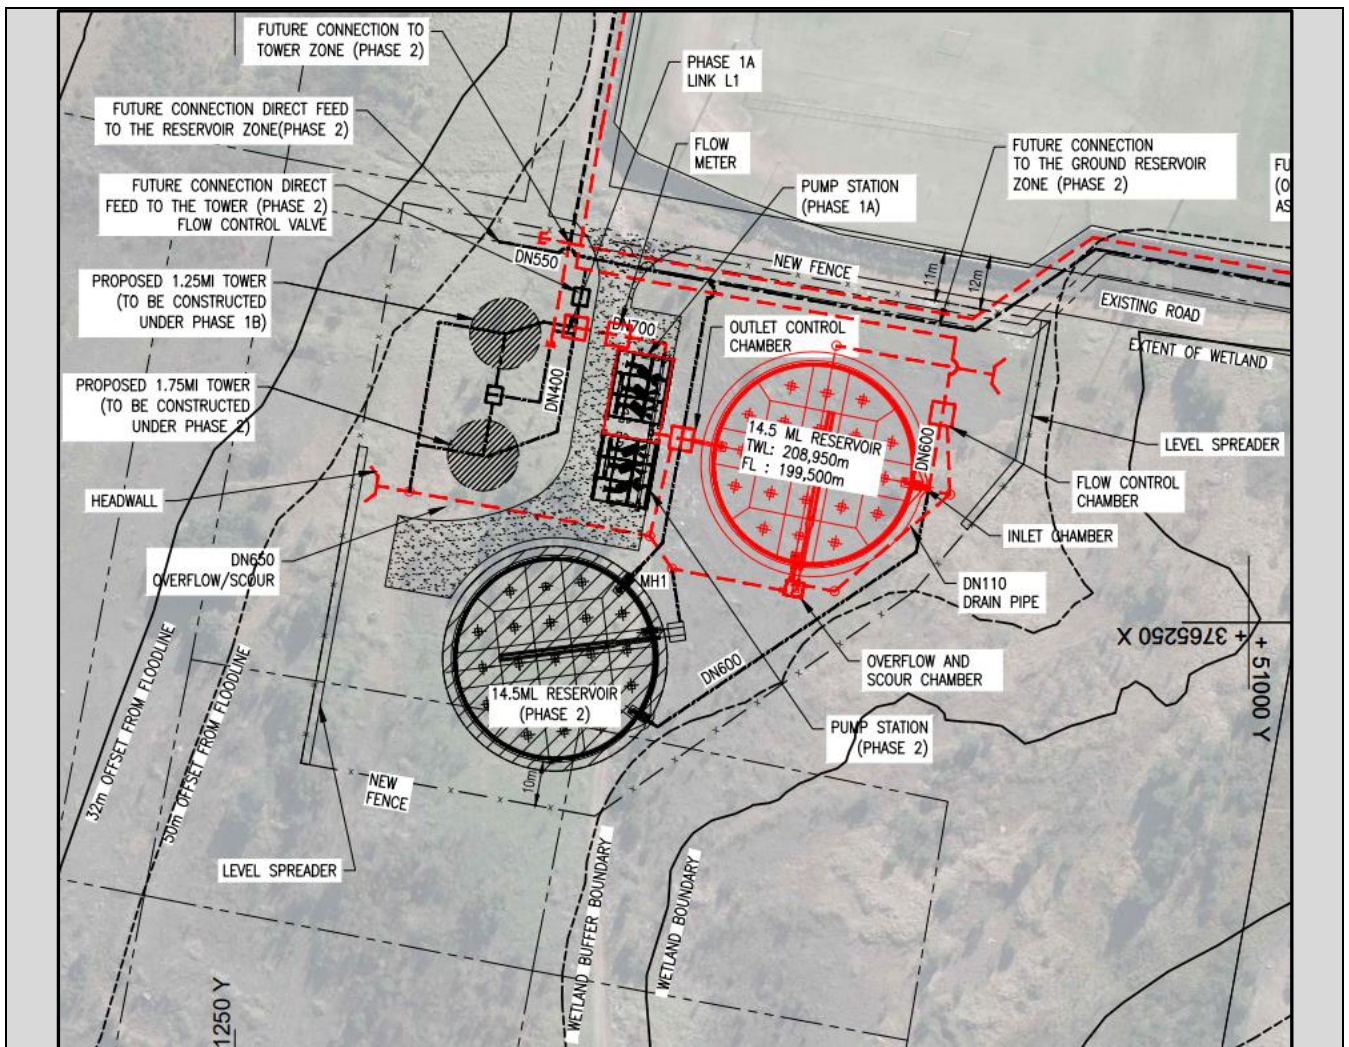 FUTURE CONNECTION TO
TOWER ZONE (PHASE 2)
PHASE 1A
LINK L1
FUTURE CONNECTION DIRECT FEED
TO THE RESERVOIR ZONE(PHASE 2)
FLOW
METER
FUTURE CONNECTION
TO THE GROUND RESERVOIR
ZONE (PHASE 2)
FU
(O
AS
FUTURE CONNECTION DIRECT
FEED TO THE TOWER (PHASE 2)
FLOW CONTROL VALVE
PUMP STATION
(PHASE 1A)
DN550
NEW FENCE
11m
12m
PROPOSED 1.25Ml TOWER
(TO BE CONSTRUCTED
UNDER PHASE 1B)
DN700
OUTLET CONTROL
CHAMBER
EXISTING ROAD
EXTENT OF WETLAND
PROPOSED 1.75Ml TOWER
(TO BE CONSTRUCTED
UNDER PHASE 2)
DN400
14.5 ML RESERVOIR
TWL: 208,950m
FL : 199,500m
DN600
LEVEL SPREADER
HEADWALL
FLOW CONTROL
CHAMBER
INLET CHAMBER
DN650
OVERFLOW/SCOUR
MH1
DN110
DRAIN PIPE
3765250 X
51000 Y
32m OFFSET FROM FLOODLINE
50m OFFSET FROM FLOODLINE
DN600
OVERFLOW AND
SCOUR CHAMBER
14.5ML RESERVOIR
(PHASE 2)
PUMP STATION
(PHASE 2)
NEW
FENCE
10m
LEVEL SPREADER
WETLAND BUFFER BOUNDARY
WETLAND BOUNDARY
1250 Y